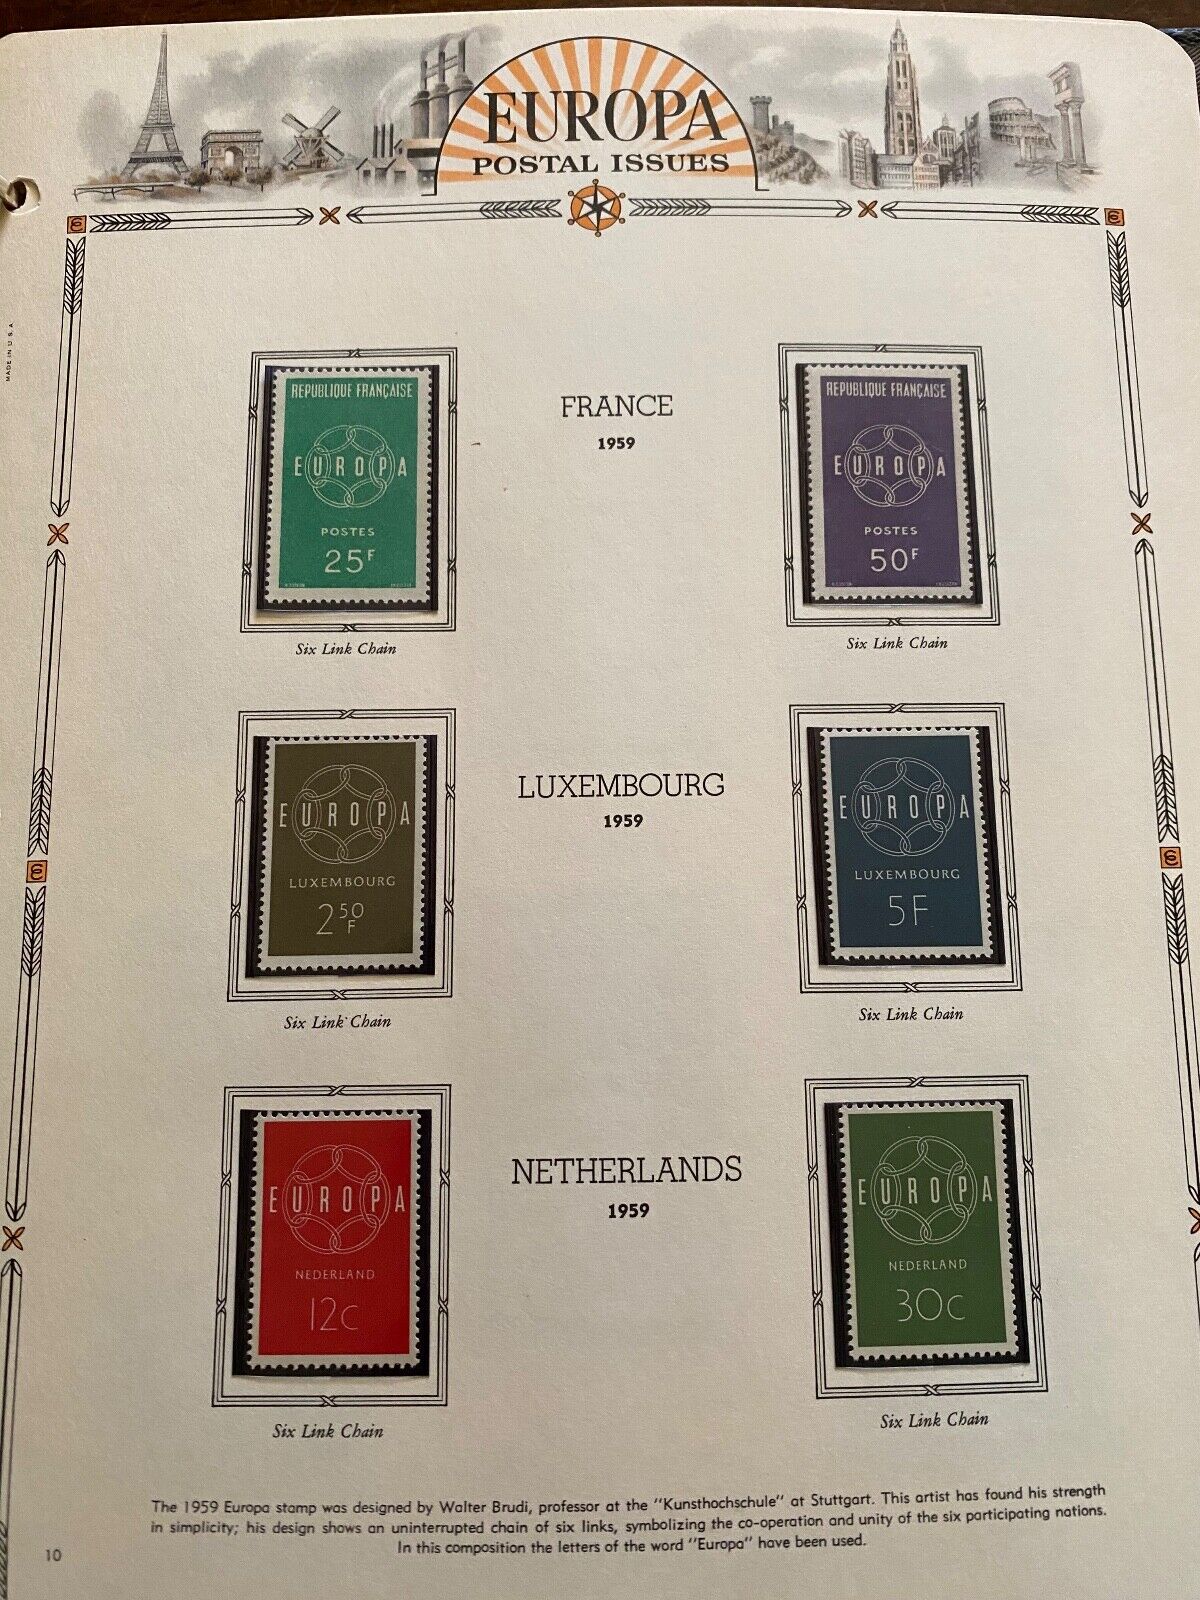 EUROPA
POSTAL ISSUES
MADE IN U.S.A
REPUBLIQUE FRANÇAISE
EUROPA
POSTES
25F
Six Link Chain
FRANCE
1959
REPUBLIQUE FRANÇAISE
EUROPA
POSTES
50F
Six Link Chain
EUROPA
LUXEMBOURG
2 50 F
Six Link Chain
LUXEMBOURG
1959
EUROPA
LUXEMBOURG
5F
Six Link Chain
EUROPA
NEDERLAND
12c
Six Link Chain
NETHERLANDS
1959
EUROPA
NEDERLAND
30c
Six Link Chain
The 1959 Europa stamp was designed by Walter Brudi, professor at the "Kunsthochschule" at Stuttgart. This artist has found his strength
in simplicity; his design shows an uninterrupted chain of six links, symbolizing the co-operation and unity of the six participating nations.
In this composition the letters of the word "Europa" have been used.
10